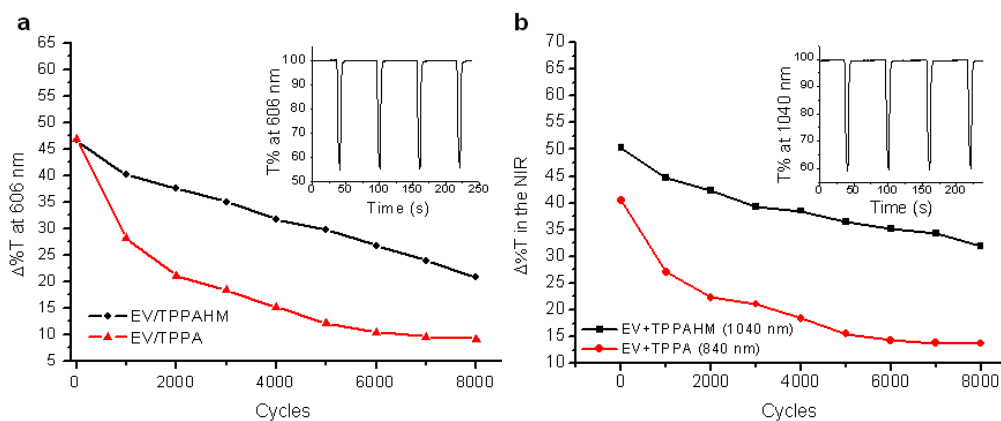 a
65
60
55
50
45
40
35
30
25
20
15
10
5
Δ%T at 606 nm
0
2000
4000
6000
8000
Cycles
EV/TPPAHM
EV/TPPA
100
90
80
70
60
50
T% at 606 nm
0 50 100 150 200 250
Time (s)
b
70
65
60
55
50
45
40
35
30
25
20
15
10
Δ%T in the NIR
0
2000
4000
6000
8000
Cycles
EV+TPPAHM (1040 nm)
EV+TPPA (840 nm)
100
90
80
70
60
T% at 1040 nm
0 50 100 150 200
Time (s)